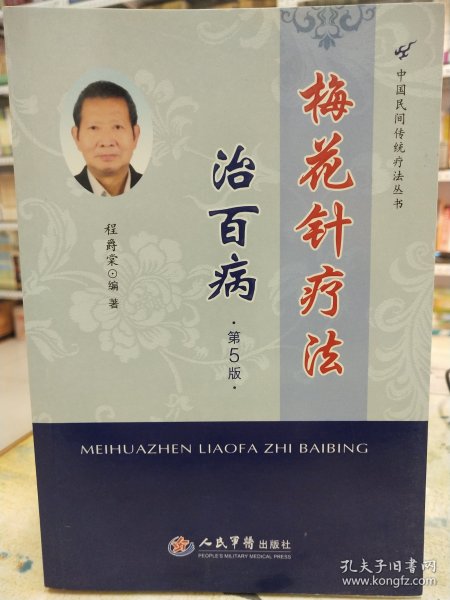 中国民间传统疗法丛书
梅花针疗法
治百病
·第5版·
程爵棠⊙编著
MEIHUAZHEN LIAOFA ZHI BAIBING
人民军医出版社
PEOPLE'S MILITARY MEDICAL PRESS
孔夫子旧书网
www.kongfz.com